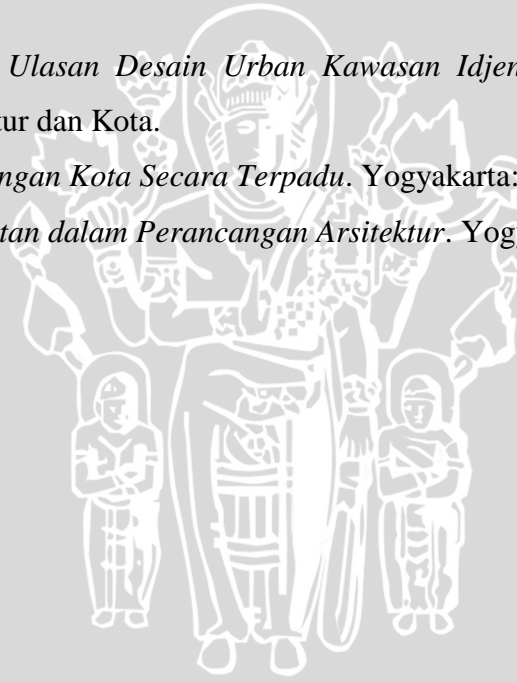 Ulasan Desain Urban Kawasan Idjen
tur dan Kota.
ngan Kota Secara Terpadu. Yogyakarta:
tan dalam Perancangan Arsitektur. Yog